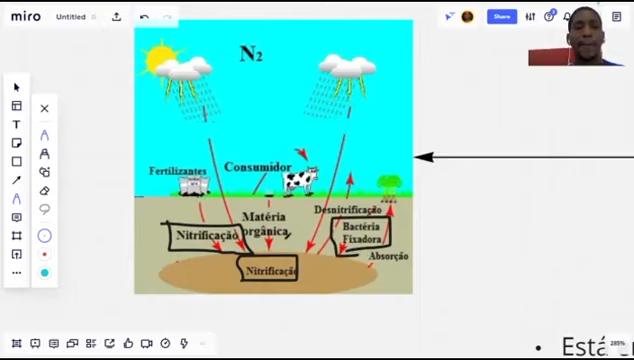 miro
Untitled
Share
N2
Fertilizantes
Consumidor
Matéria
orgânica
Desnitrificação
Nitrificação
Bactéria
Fixadora
Absorção
Nitrificação
285%
• Está